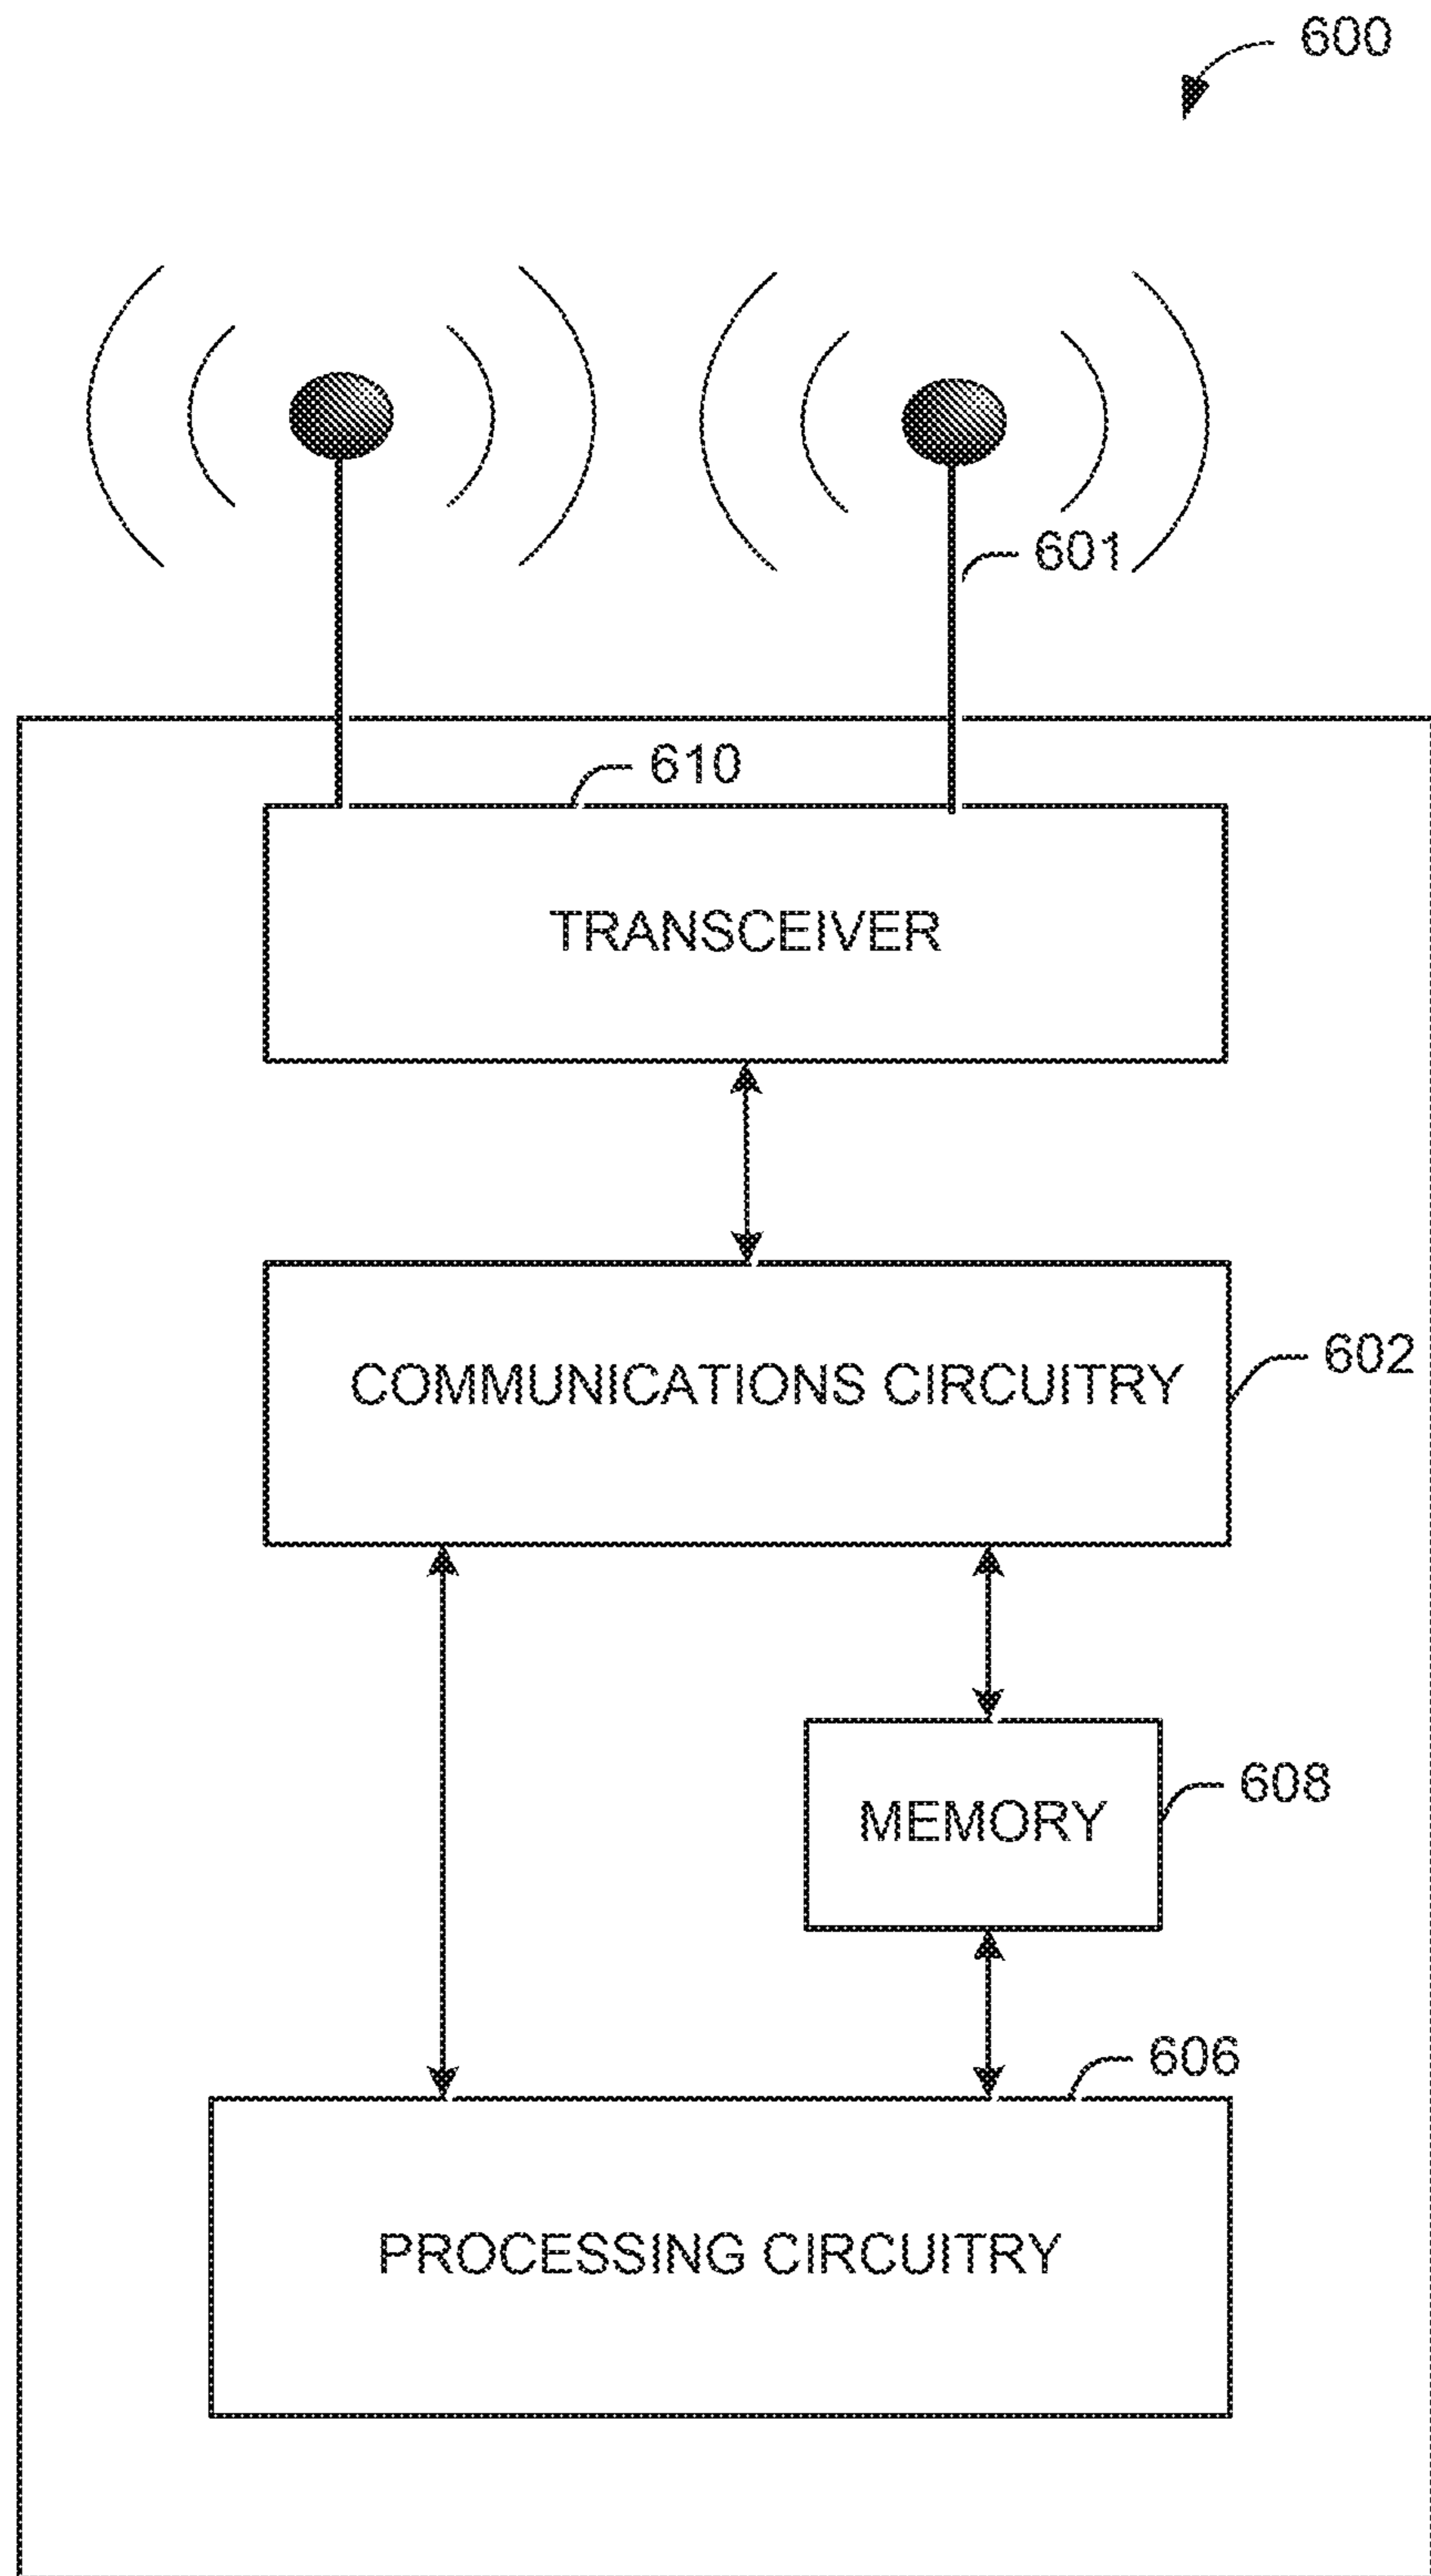 600
601
610
TRANSCEIVER
COMMUNICATIONS CIRCUITRY
602
MEMORY
608
606
PROCESSING CIRCUITRY